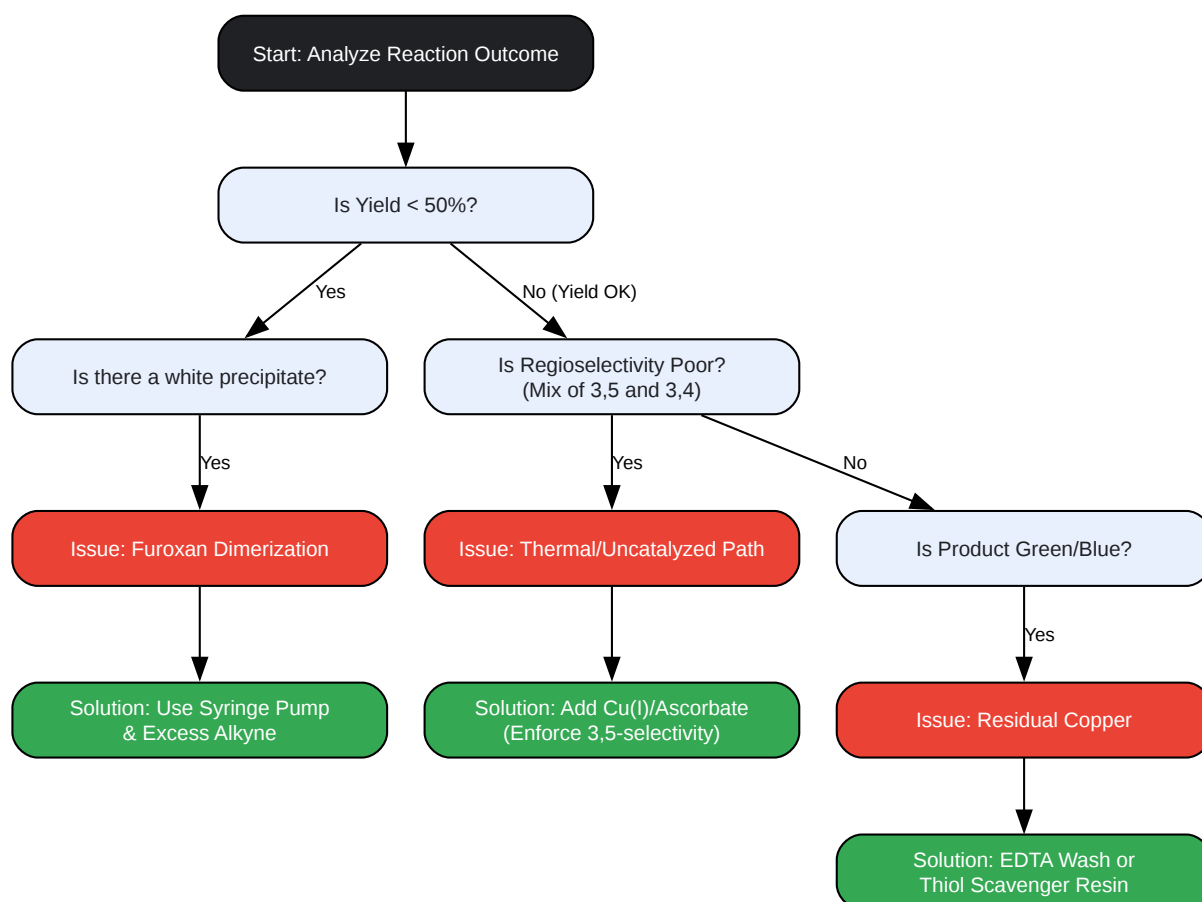 Start: Analyze Reaction Outcome
Is Yield < 50%?
Yes
No (Yield OK)
Is there a white precipitate?
Is Regioselectivity Poor?
(Mix of 3,5 and 3,4)
Yes
Yes
No
Issue: Furoxan Dimerization
Issue: Thermal/Uncatalyzed Path
Is Product Green/Blue?
Yes
Solution: Use Syringe Pump
& Excess Alkyne
Solution: Add Cu(I)/Ascorbate
(Enforce 3,5-selectivity)
Issue: Residual Copper
Solution: EDTA Wash or
Thiol Scavenger Resin